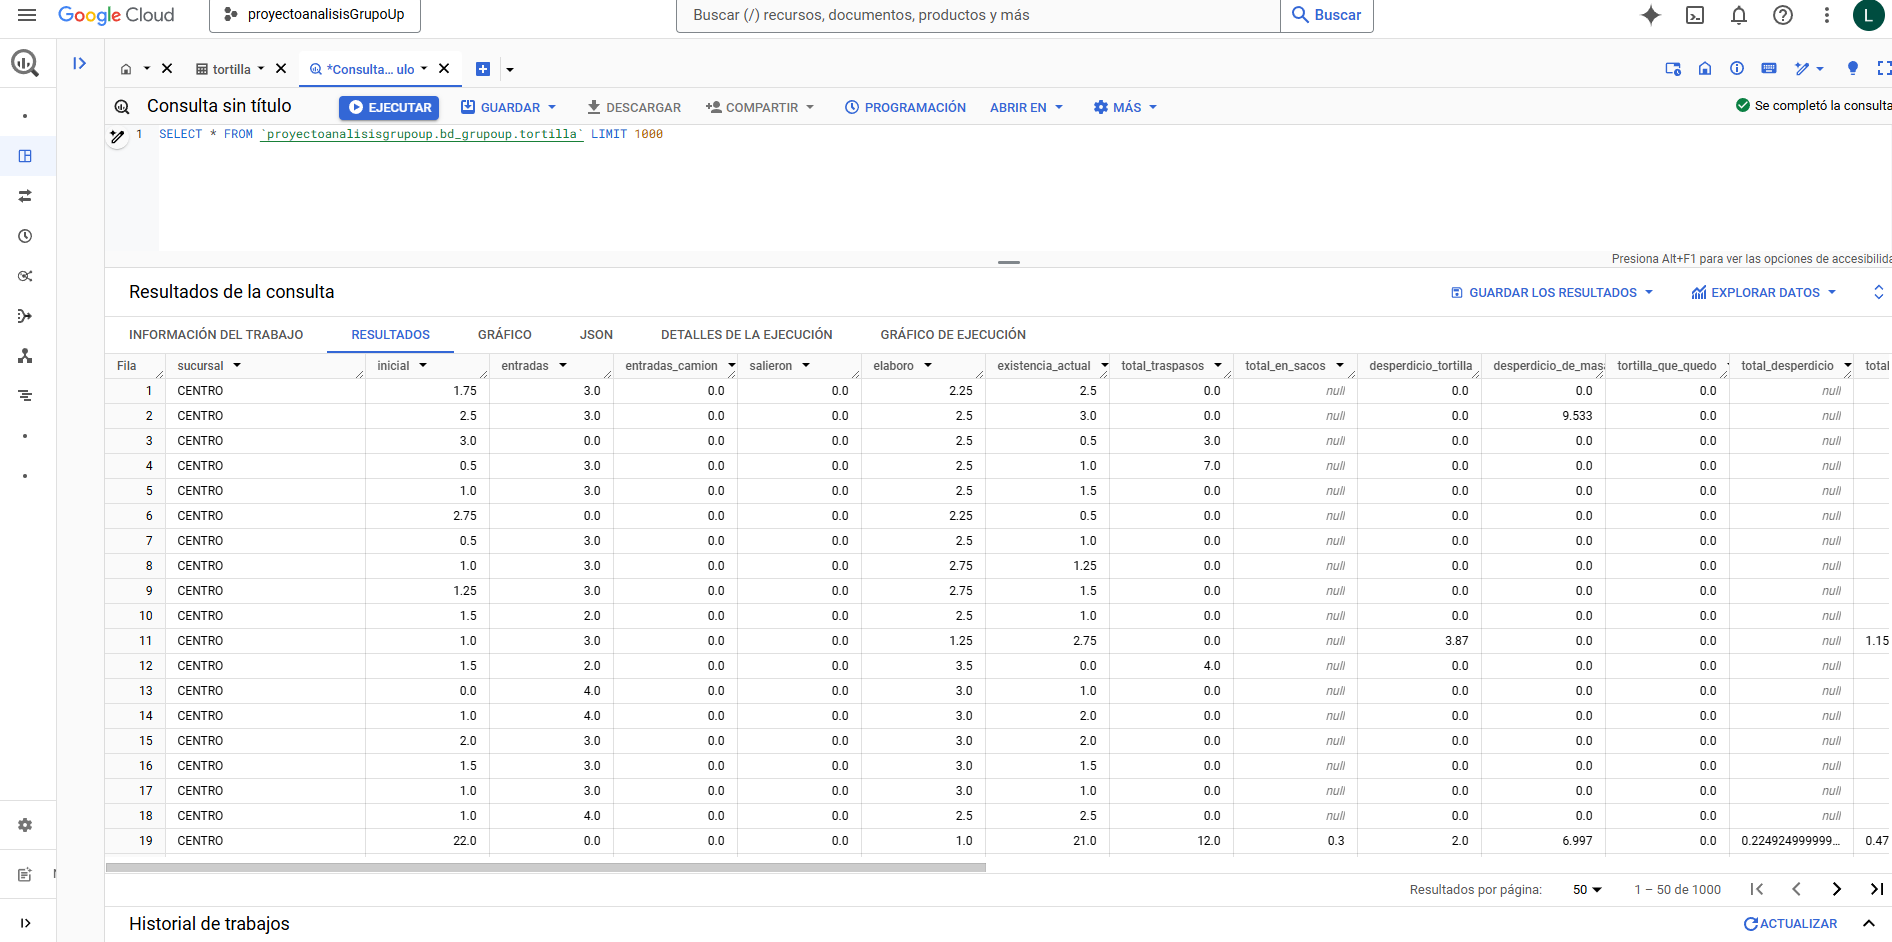 Google Cloud proyectoanalisisGrupoUp Buscar (/) recursos, documentos, productos y más Buscar L
tortilla *Consulta... ulo
Consulta sin título EJECUTAR GUARDAR DESCARGAR COMPARTIR PROGRAMACIÓN ABRIR EN MÁS Se completó la consulta
1 SELECT * FROM `proyectoanalisisgrupoup.bd_grupoup.tortilla` LIMIT 1000
Presiona Alt+F1 para ver las opciones de accesibilida
Resultados de la consulta GUARDAR LOS RESULTADOS EXPLORAR DATOS
INFORMACIÓN DEL TRABAJO RESULTADOS GRÁFICO JSON DETALLES DE LA EJECUCIÓN GRÁFICO DE EJECUCIÓN
Fila sucursal inicial entradas entradas_camion salieron elaboro existencia_actual total_traspasos total_en_sacos desperdicio_tortilla desperdicio_de_mas tortilla_que_quedo total_desperdicio total
1 CENTRO 1.75 3.0 0.0 0.0 2.25 2.5 0.0 null 0.0 0.0 0.0 null
2 CENTRO 2.5 3.0 0.0 0.0 2.5 3.0 0.0 null 0.0 9.533 0.0 null
3 CENTRO 3.0 0.0 0.0 0.0 2.5 0.5 3.0 null 0.0 0.0 0.0 null
4 CENTRO 0.5 3.0 0.0 0.0 2.5 1.0 7.0 null 0.0 0.0 0.0 null
5 CENTRO 1.0 3.0 0.0 0.0 2.5 1.5 0.0 null 0.0 0.0 0.0 null
6 CENTRO 2.75 0.0 0.0 0.0 2.25 0.5 0.0 null 0.0 0.0 0.0 null
7 CENTRO 0.5 3.0 0.0 0.0 2.5 1.0 0.0 null 0.0 0.0 0.0 null
8 CENTRO 1.0 3.0 0.0 0.0 2.75 1.25 0.0 null 0.0 0.0 0.0 null
9 CENTRO 1.25 3.0 0.0 0.0 2.75 1.5 0.0 null 0.0 0.0 0.0 null
10 CENTRO 1.5 2.0 0.0 0.0 2.5 1.0 0.0 null 0.0 0.0 0.0 null
11 CENTRO 1.0 3.0 0.0 0.0 1.25 2.75 0.0 null 3.87 0.0 0.0 null 1.15
12 CENTRO 1.5 2.0 0.0 0.0 3.5 0.0 4.0 null 0.0 0.0 0.0 null
13 CENTRO 0.0 4.0 0.0 0.0 3.0 1.0 0.0 null 0.0 0.0 0.0 null
14 CENTRO 1.0 4.0 0.0 0.0 3.0 2.0 0.0 null 0.0 0.0 0.0 null
15 CENTRO 2.0 3.0 0.0 0.0 3.0 2.0 0.0 null 0.0 0.0 0.0 null
16 CENTRO 1.5 3.0 0.0 0.0 3.0 1.5 0.0 null 0.0 0.0 0.0 null
17 CENTRO 1.0 3.0 0.0 0.0 3.0 1.0 0.0 null 0.0 0.0 0.0 null
18 CENTRO 1.0 4.0 0.0 0.0 2.5 2.5 0.0 null 0.0 0.0 0.0 null
19 CENTRO 22.0 0.0 0.0 0.0 1.0 21.0 12.0 0.3 2.0 6.997 0.0 0.224924999999... 0.47
Resultados por página: 50 1 – 50 de 1000
Historial de trabajos ACTUALIZAR